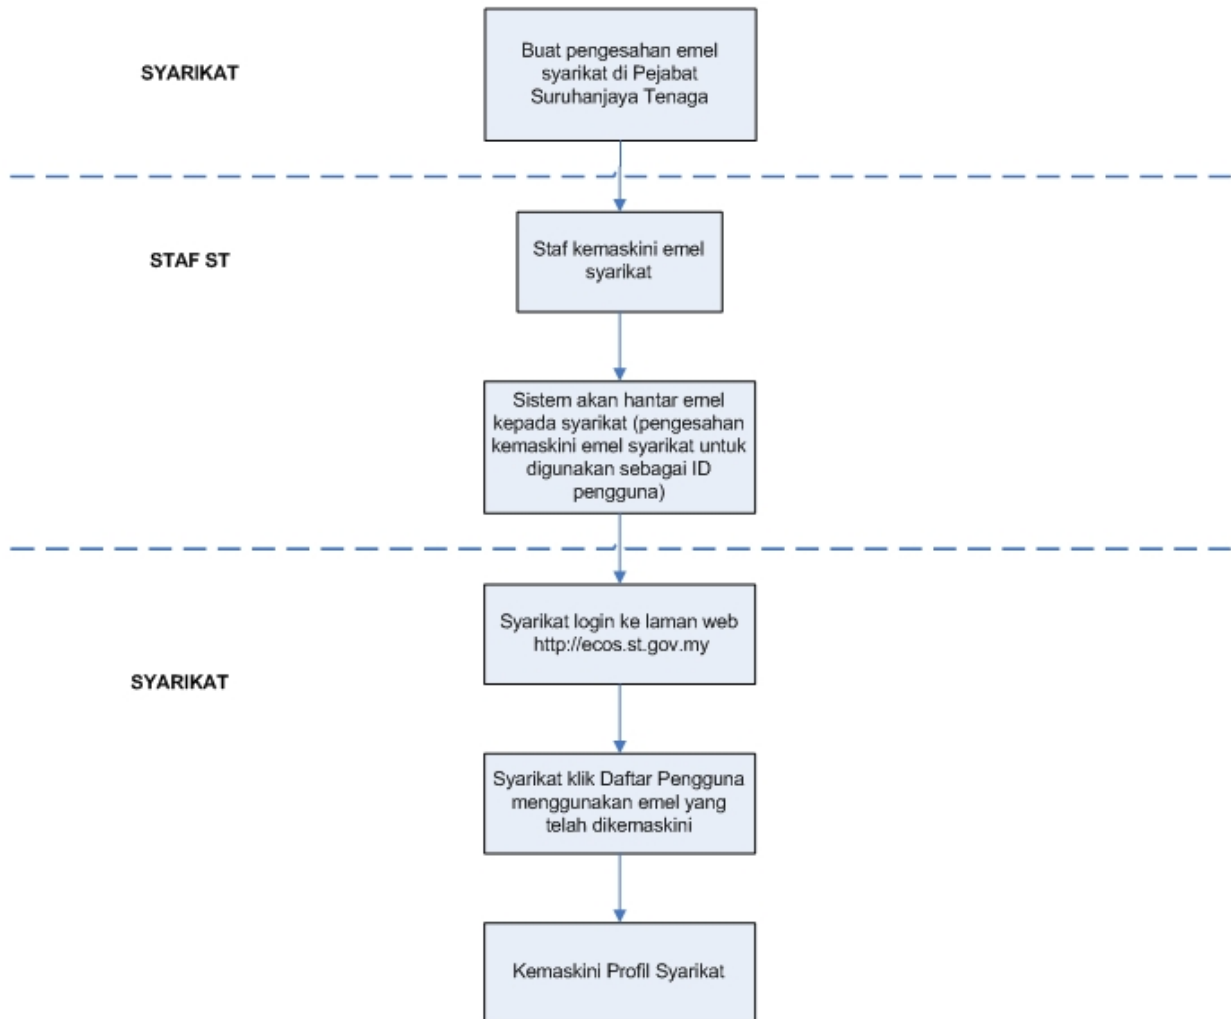 SYARIKAT
Buat pengesahan emel
syarikat di Pejabat
Suruhanjaya Tenaga
STAF ST
Staf kemaskini emel
syarikat
Sistem akan hantar emel
kepada syarikat (pengesahan
kemaskini emel syarikat untuk
digunakan sebagai ID
pengguna)
SYARIKAT
Syarikat login ke laman web
http://ecos.st.gov.my
Syarikat klik Daftar Pengguna
menggunakan emel yang
telah dikemaskini
Kemaskini Profil Syarikat